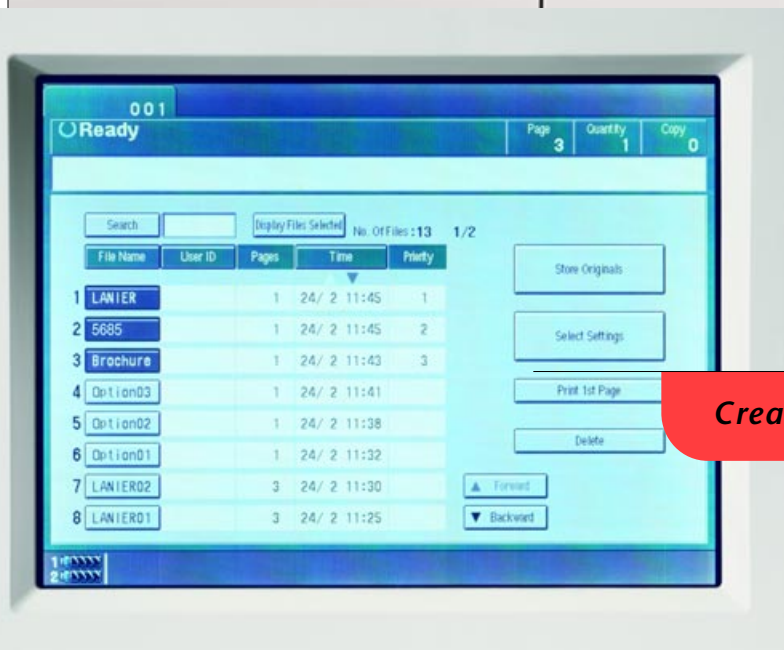 001
Ready
Page 3 Quantity 1 Copy 0
Search Display Files Selected No. Of Files :13 1/2
File Name User ID Pages Time Priority
Store Originals
1 LANIER 1 24/ 2 11:45 1
2 5685 1 24/ 2 11:45 2
Select Settings
3 Brochure 1 24/ 2 11:43 3
4 Option03 1 24/ 2 11:41
Print 1st Page
Crea
5 Option02 1 24/ 2 11:38
Delete
6 Option01 1 24/ 2 11:32
7 LANIER02 3 24/ 2 11:30
▲ Forward
8 LANIER01 3 24/ 2 11:25
▼ Backward
1
2